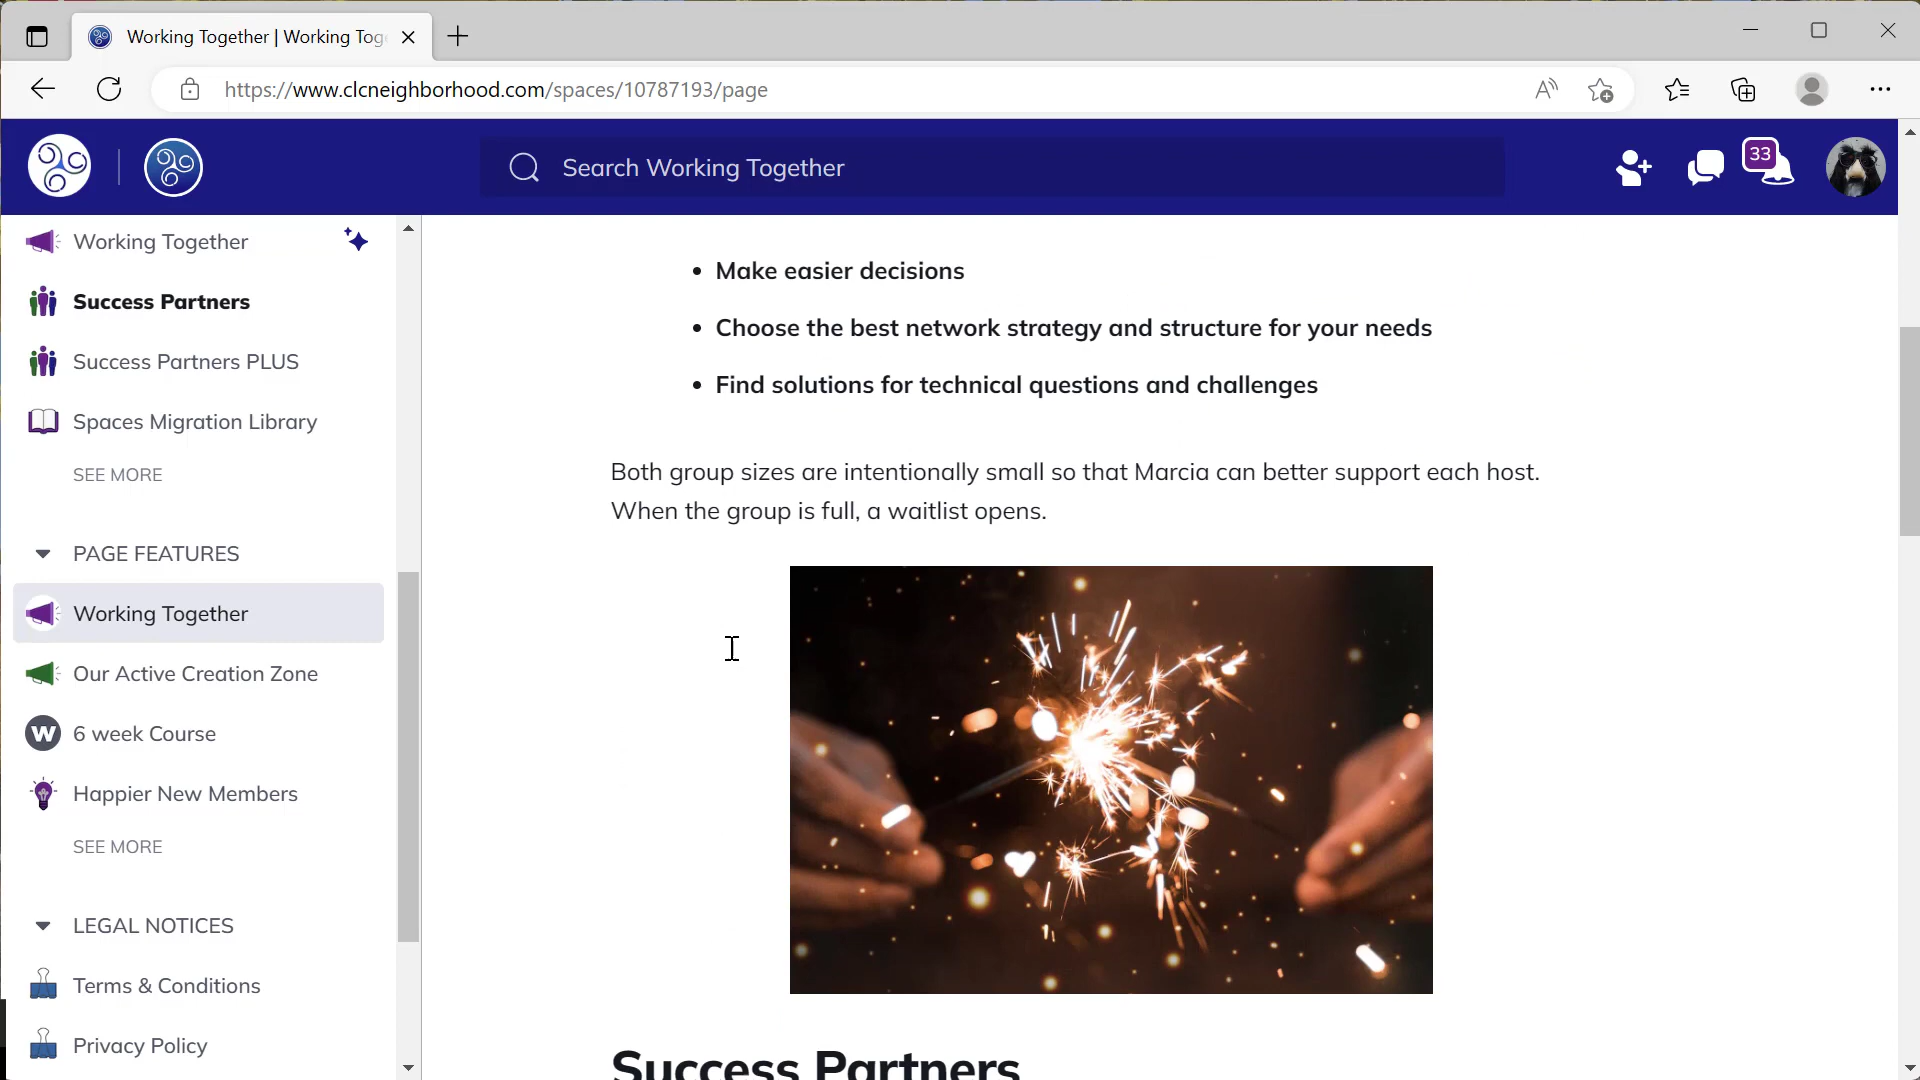 Working Together | Working Tog
https://www.clcneighborhood.com/spaces/10787193/page
Search Working Together
33
Working Together
Success Partners
Success Partners PLUS
Spaces Migration Library
SEE MORE
PAGE FEATURES
Working Together
Our Active Creation Zone
W 6 week Course
Happier New Members
SEE MORE
LEGAL NOTICES
Terms & Conditions
Privacy Policy
• Make easier decisions
• Choose the best network strategy and structure for your needs
• Find solutions for technical questions and challenges
Both group sizes are intentionally small so that Marcia can better support each host.
When the group is full, a waitlist opens.
Success Partners